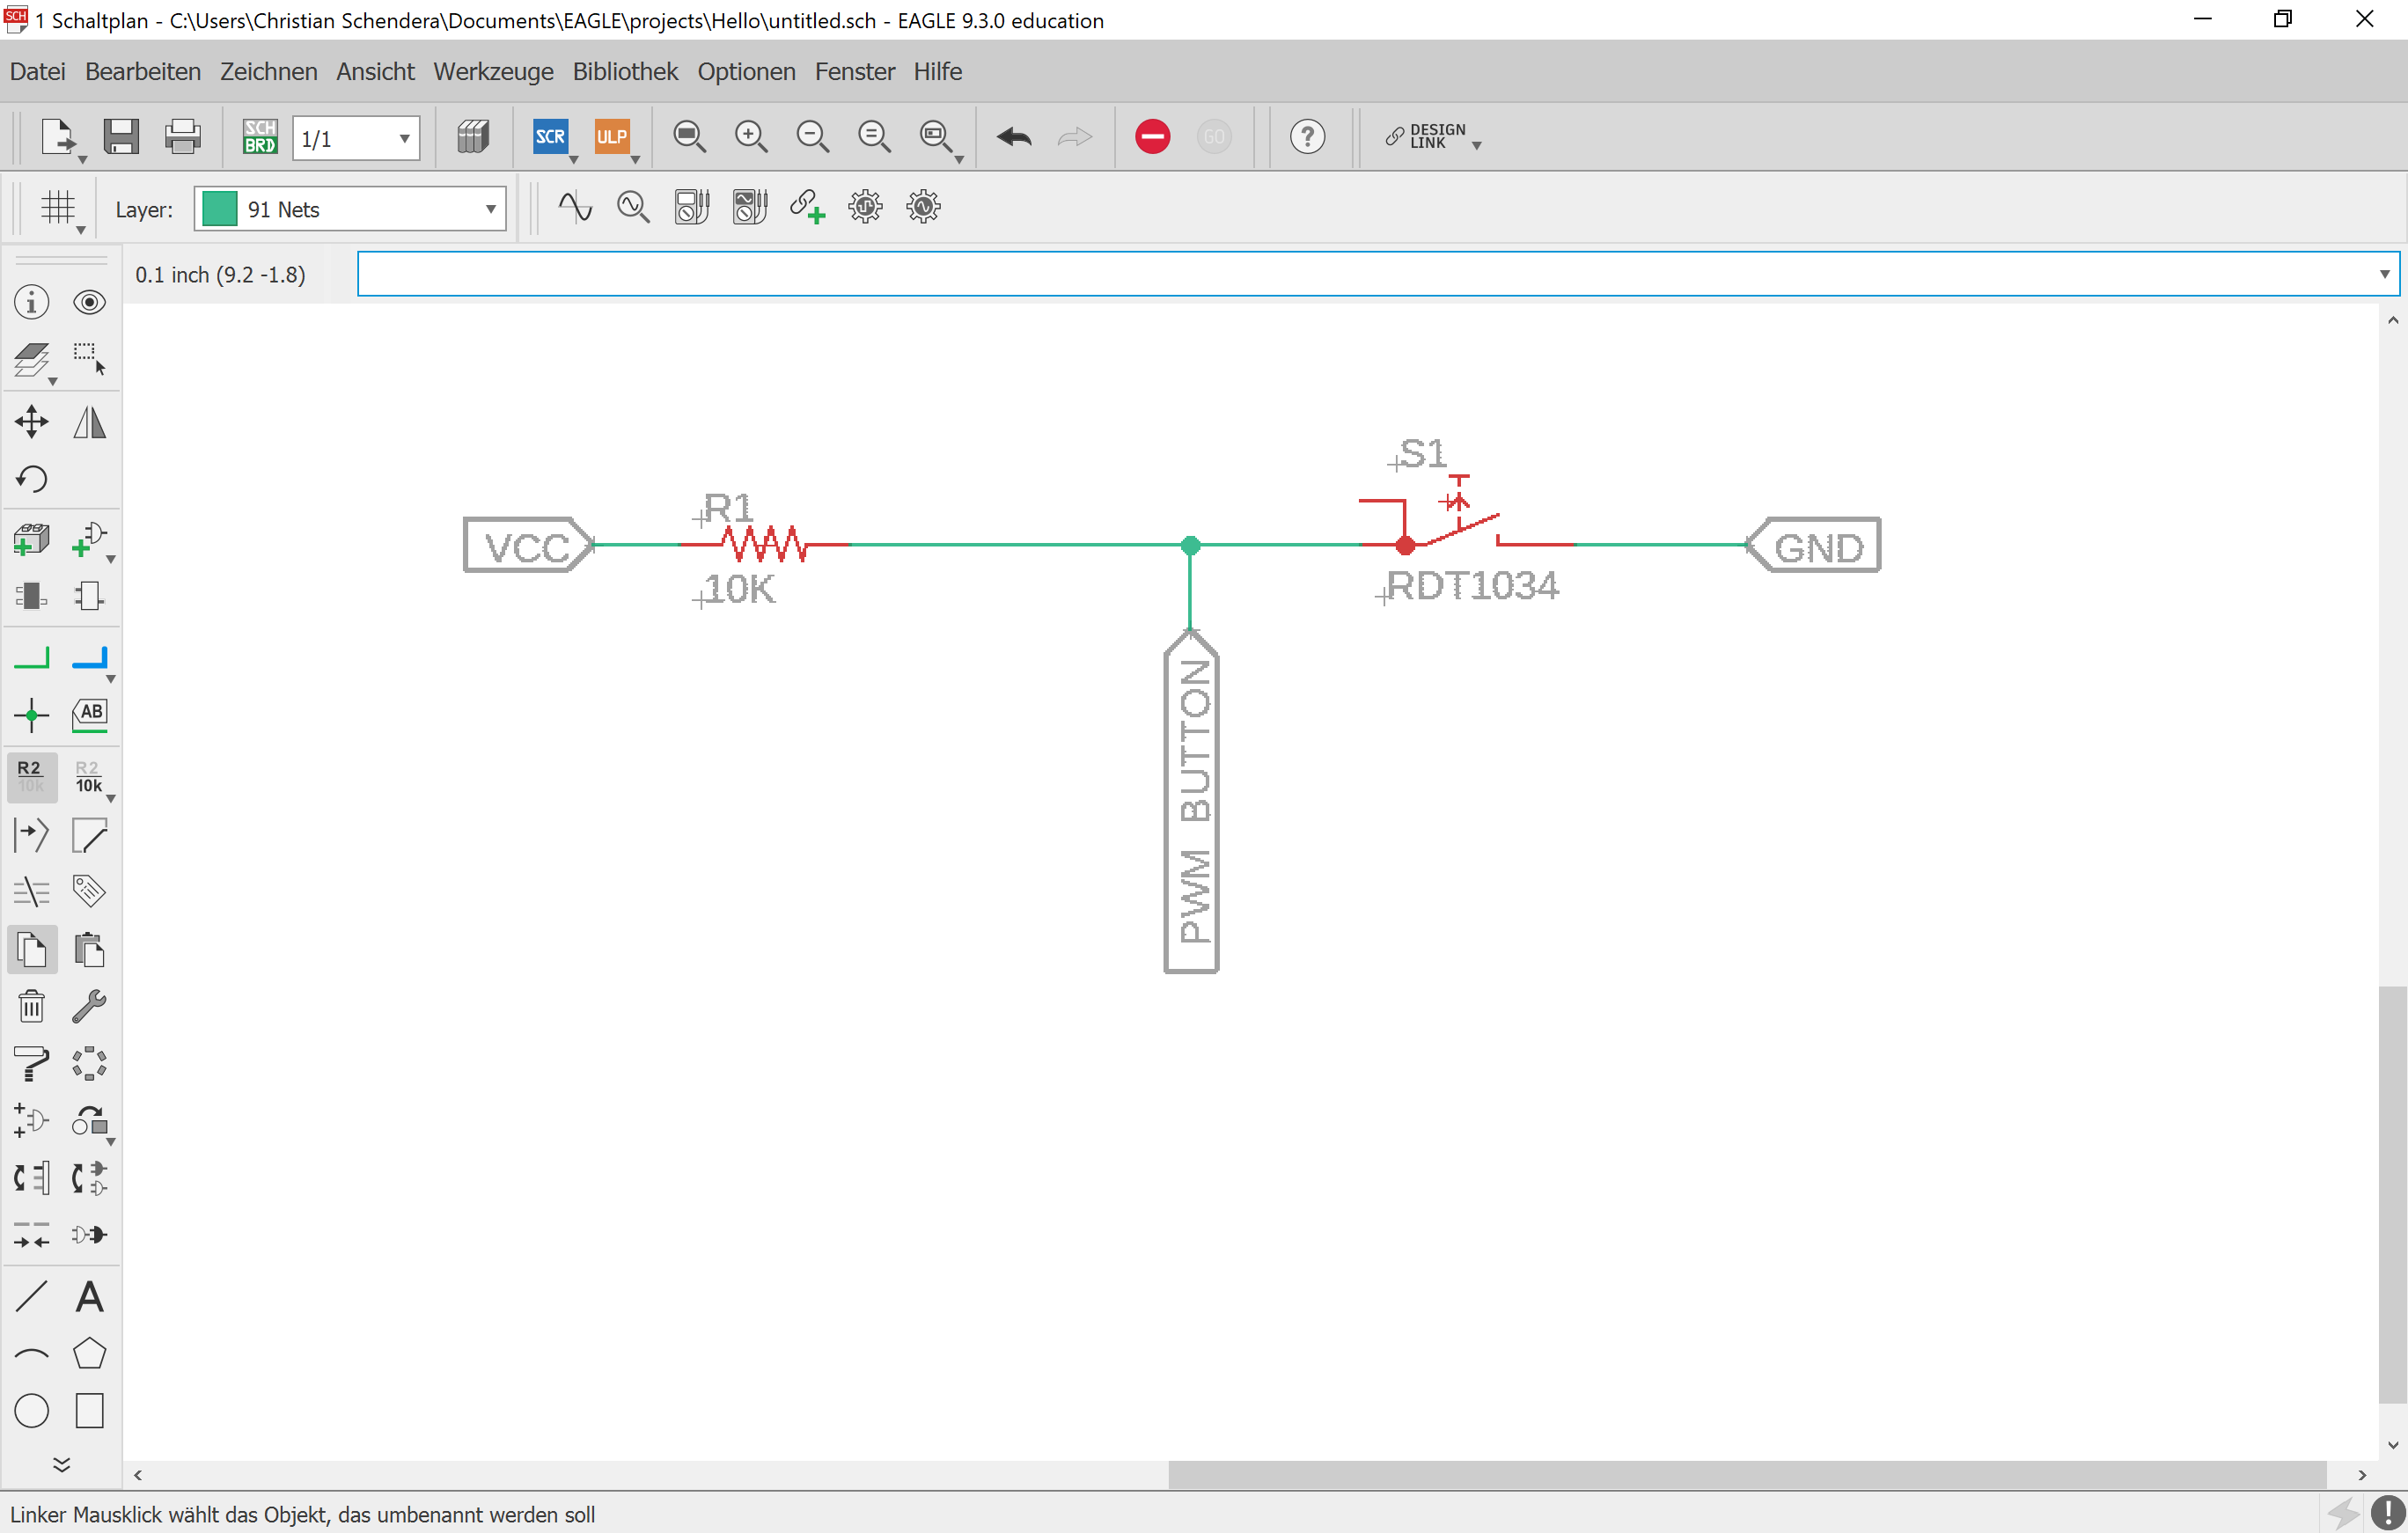 SCH 1 Schaltplan - C:\Users\Christian Schendera\Documents\EAGLE\projects\Hello\untitled.sch - EAGLE 9.3.0 education
Datei Bearbeiten Zeichnen Ansicht Werkzeuge Bibliothek Optionen Fenster Hilfe
SCH
BRD
1/1
SCR
ULP
GO
?
DESIGN
LINK
Layer:
91 Nets
0.1 inch (9.2 -1.8)
S1
R1
VCC
GND
10K
RDT1034
PWM BUTTON
AB
R2
10k
R2
10k
A
Linker Mausklick wählt das Objekt, das umbenannt werden soll